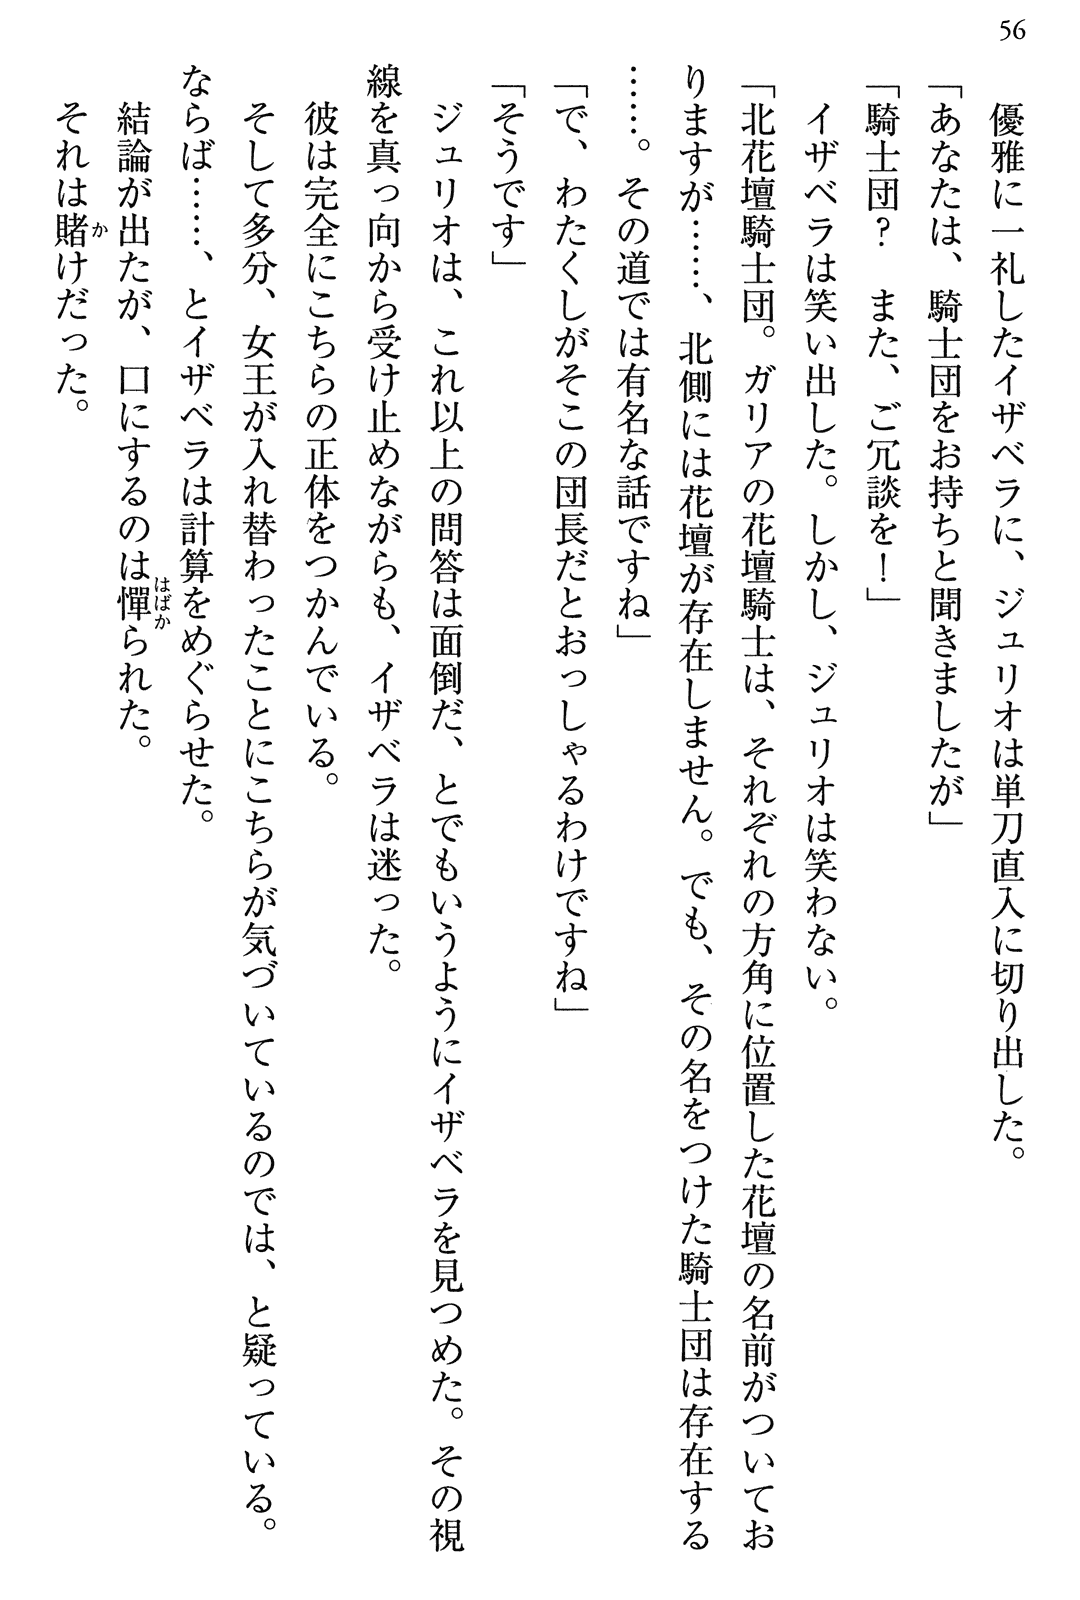 56
優雅に一礼したイザベラに、ジュリオは単刀直入に切り出した。
「あなたは、騎士団をお持ちと聞きましたが」
「騎士団？　また、ご冗談を！」
イザベラは笑い出した。しかし、ジュリオは笑わない。
「北花壇騎士団。ガリアの花壇騎士は、それぞれの方角に位置した花壇の名前がついてお
りますが……、北側には花壇が存在しません。でも、その名をつけた騎士団は存在する
……。その道では有名な話ですね」
「で、わたくしがそこの団長だとおっしゃるわけですね」
「そうです」
ジュリオは、これ以上の問答は面倒だ、とでもいうようにイザベラを見つめた。その視
線を真っ向から受け止めながらも、イザベラは迷った。
彼は完全にこちらの正体をつかんでいる。
そして多分、女王が入れ替わったことにこちらが気づいているのでは、と疑っている。
ならば……、とイザベラは計算をめぐらせた。
結論が出たが、口にするのは憚られた。
はばか
それは賭けだった。
か